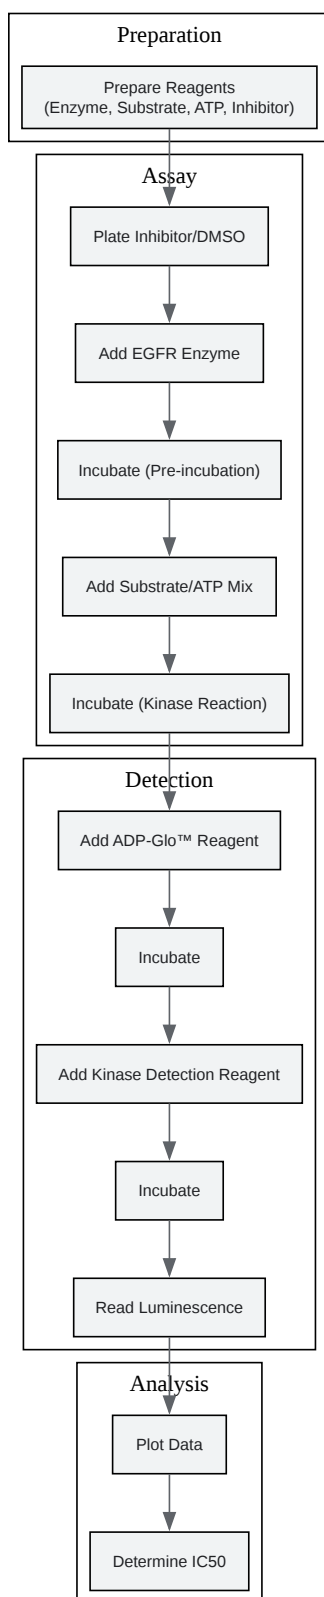 Preparation
Prepare Reagents
(Enzyme, Substrate, ATP, Inhibitor)
Assay
Plate Inhibitor/DMSO
Add EGFR Enzyme
Incubate (Pre-incubation)
Add Substrate/ATP Mix
Incubate (Kinase Reaction)
Detection
Add ADP-Glo™ Reagent
Incubate
Add Kinase Detection Reagent
Incubate
Read Luminescence
Analysis
Plot Data
Determine IC50